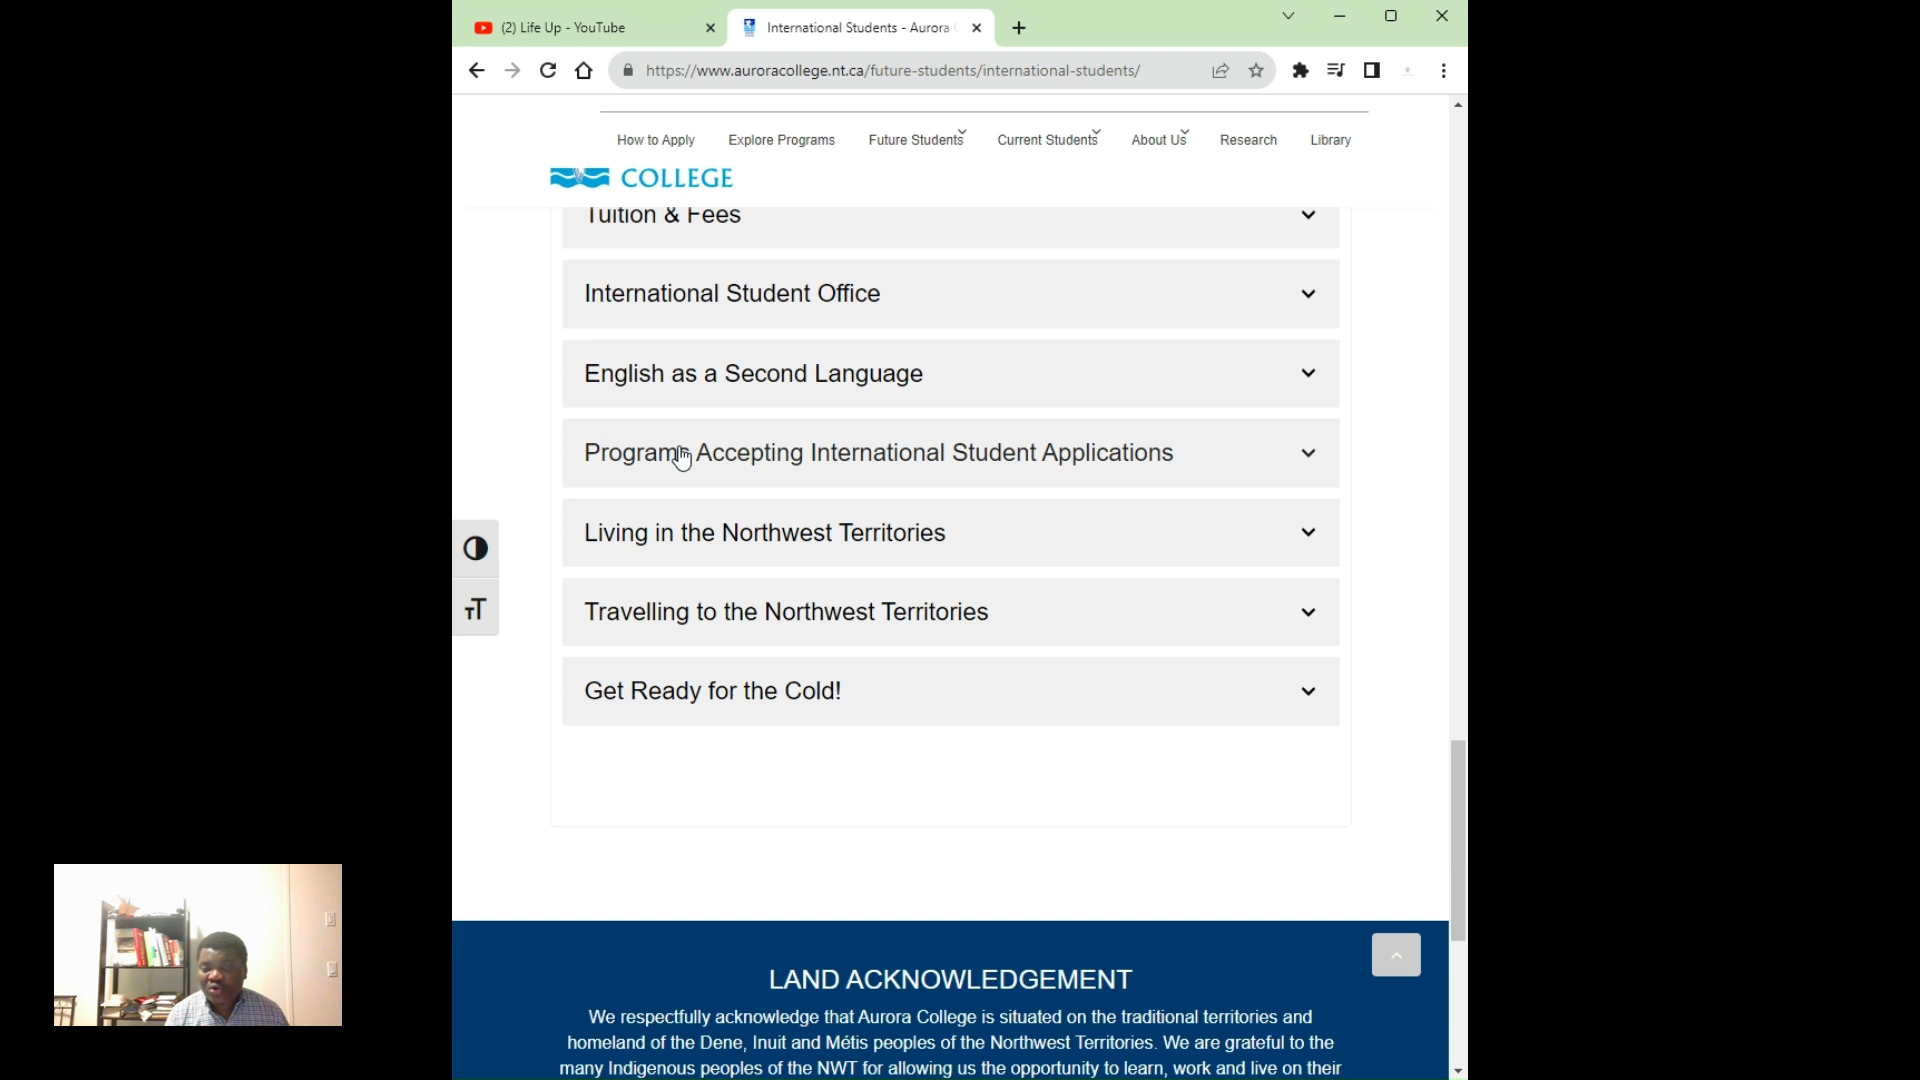 (2) Life Up - YouTube
International Students - Aurora
https://www.auroracollege.nt.ca/future-students/international-students/
How to Apply
Explore Programs
Future Students
Current Students
About Us
Research
Library
COLLEGE
Tuition & Fees
International Student Office
English as a Second Language
Programs Accepting International Student Applications
Living in the Northwest Territories
Travelling to the Northwest Territories
Get Ready for the Cold!
TT
LAND ACKNOWLEDGEMENT
We respectfully acknowledge that Aurora College is situated on the traditional territories and
homeland of the Dene, Inuit and Métis peoples of the Northwest Territories. We are grateful to the
many Indigenous peoples of the NWT for allowing us the opportunity to learn, work and live on their